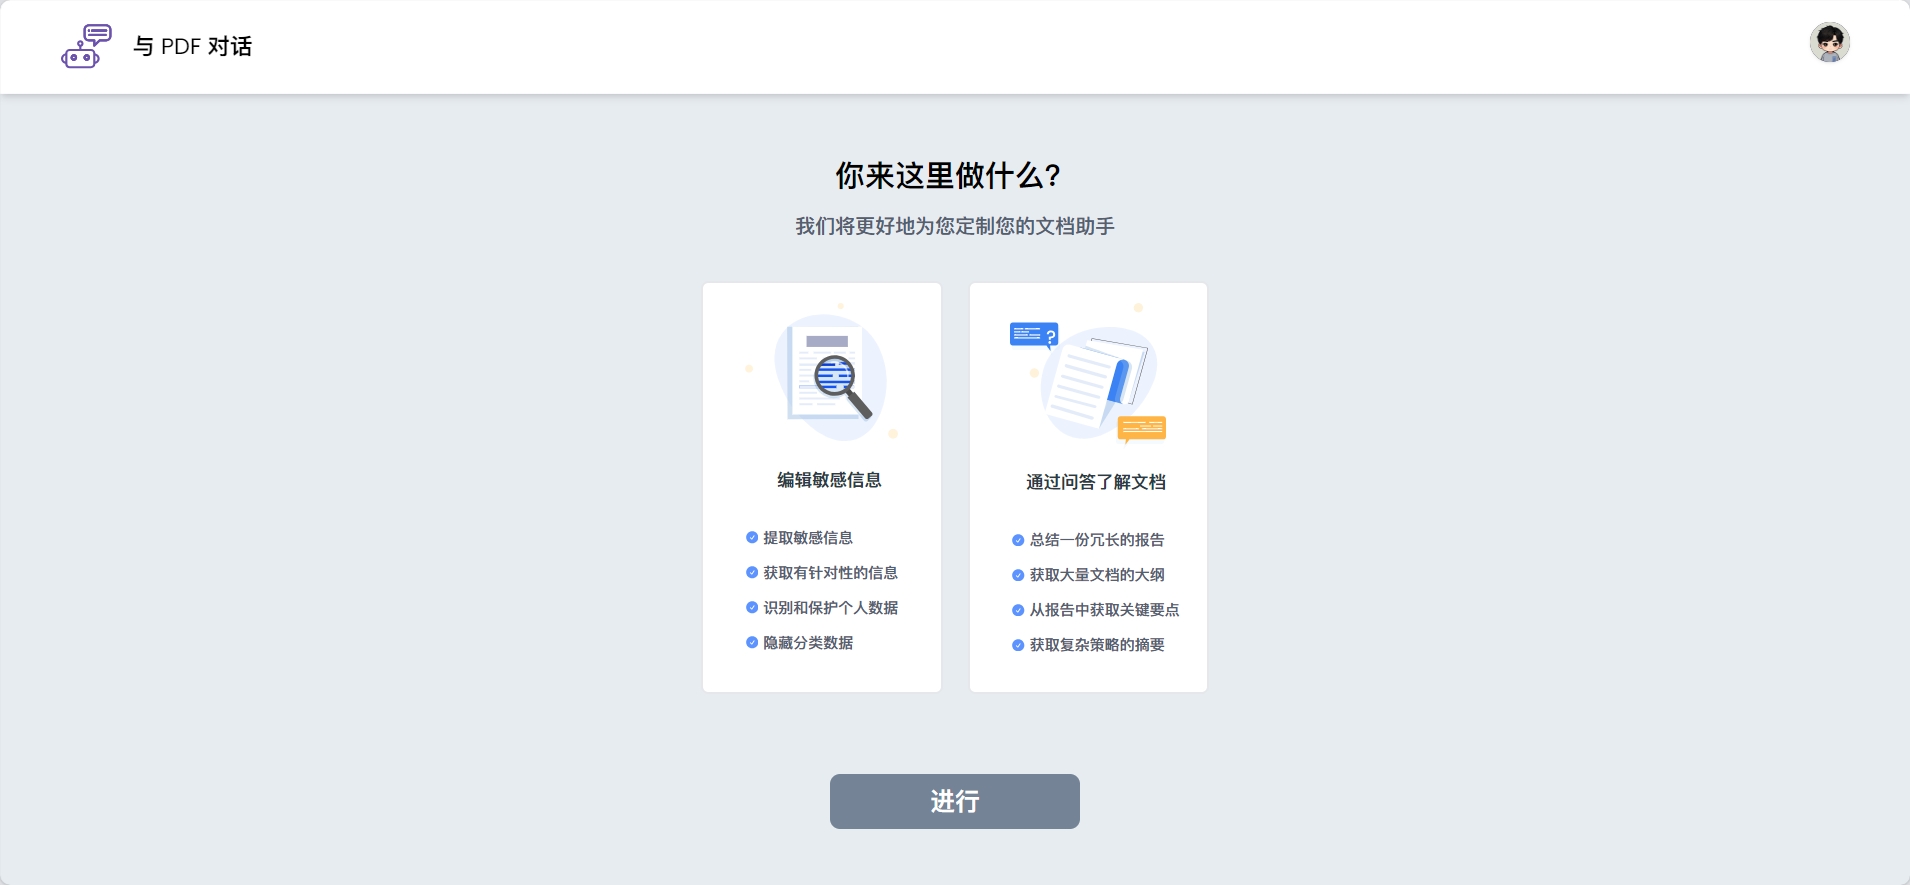 与 PDF 对话
你来这里做什么?
我们将更好地为您定制您的文档助手
?
编辑敏感信息
提取敏感信息
获取有针对性的信息
识别和保护个人数据
隐藏分类数据
通过问答了解文档
总结一份冗长的报告
获取大量文档的大纲
从报告中获取关键要点
获取复杂策略的摘要
进行